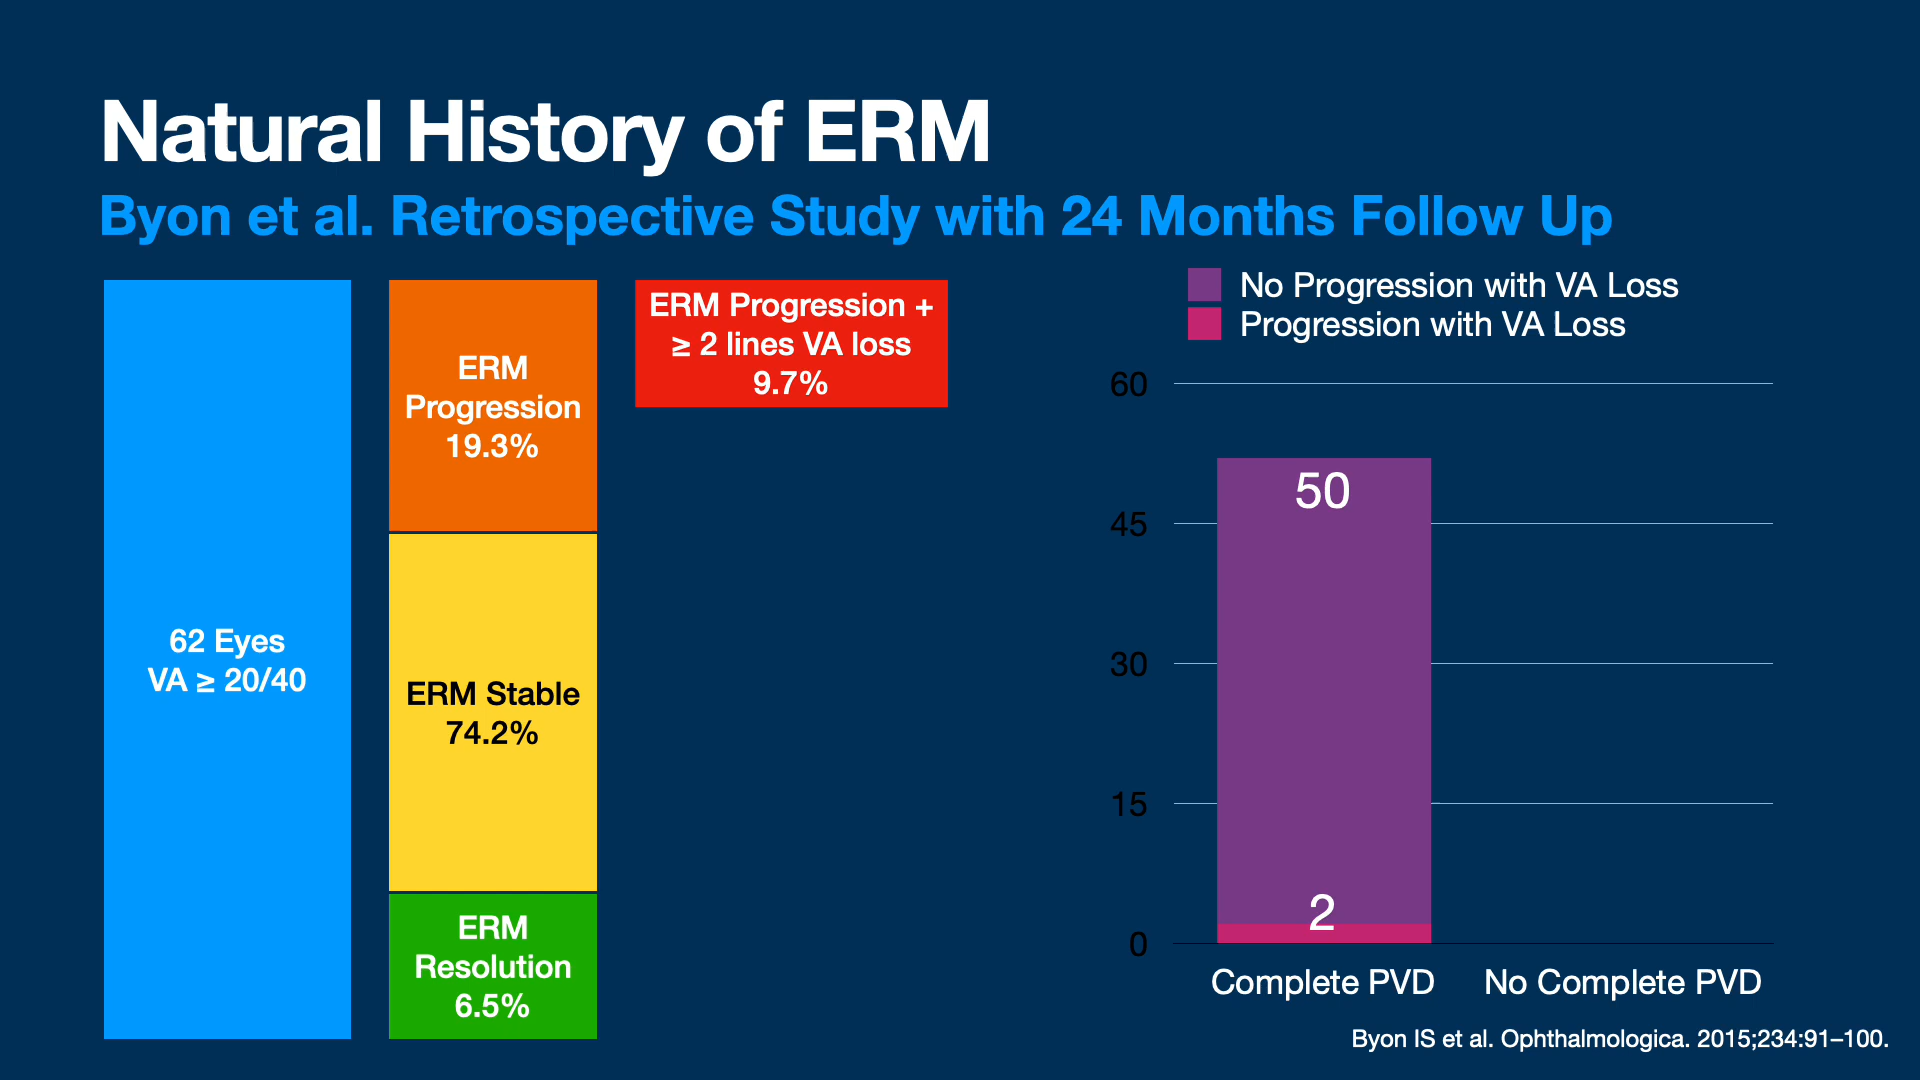 Natural History of ERM
Byon et al. Retrospective Study with 24 Months Follow Up
62 Eyes
VA ≥ 20/40
ERM
Progression
19.3%
ERM Stable
74.2%
ERM
Resolution
6.5%
ERM Progression +
≥ 2 lines VA loss
9.7%
No Progression with VA Loss
Progression with VA Loss
60
45
30
15
0
50
2
Complete PVD
No Complete PVD
Byon IS et al. Ophthalmologica. 2015;234:91–100.